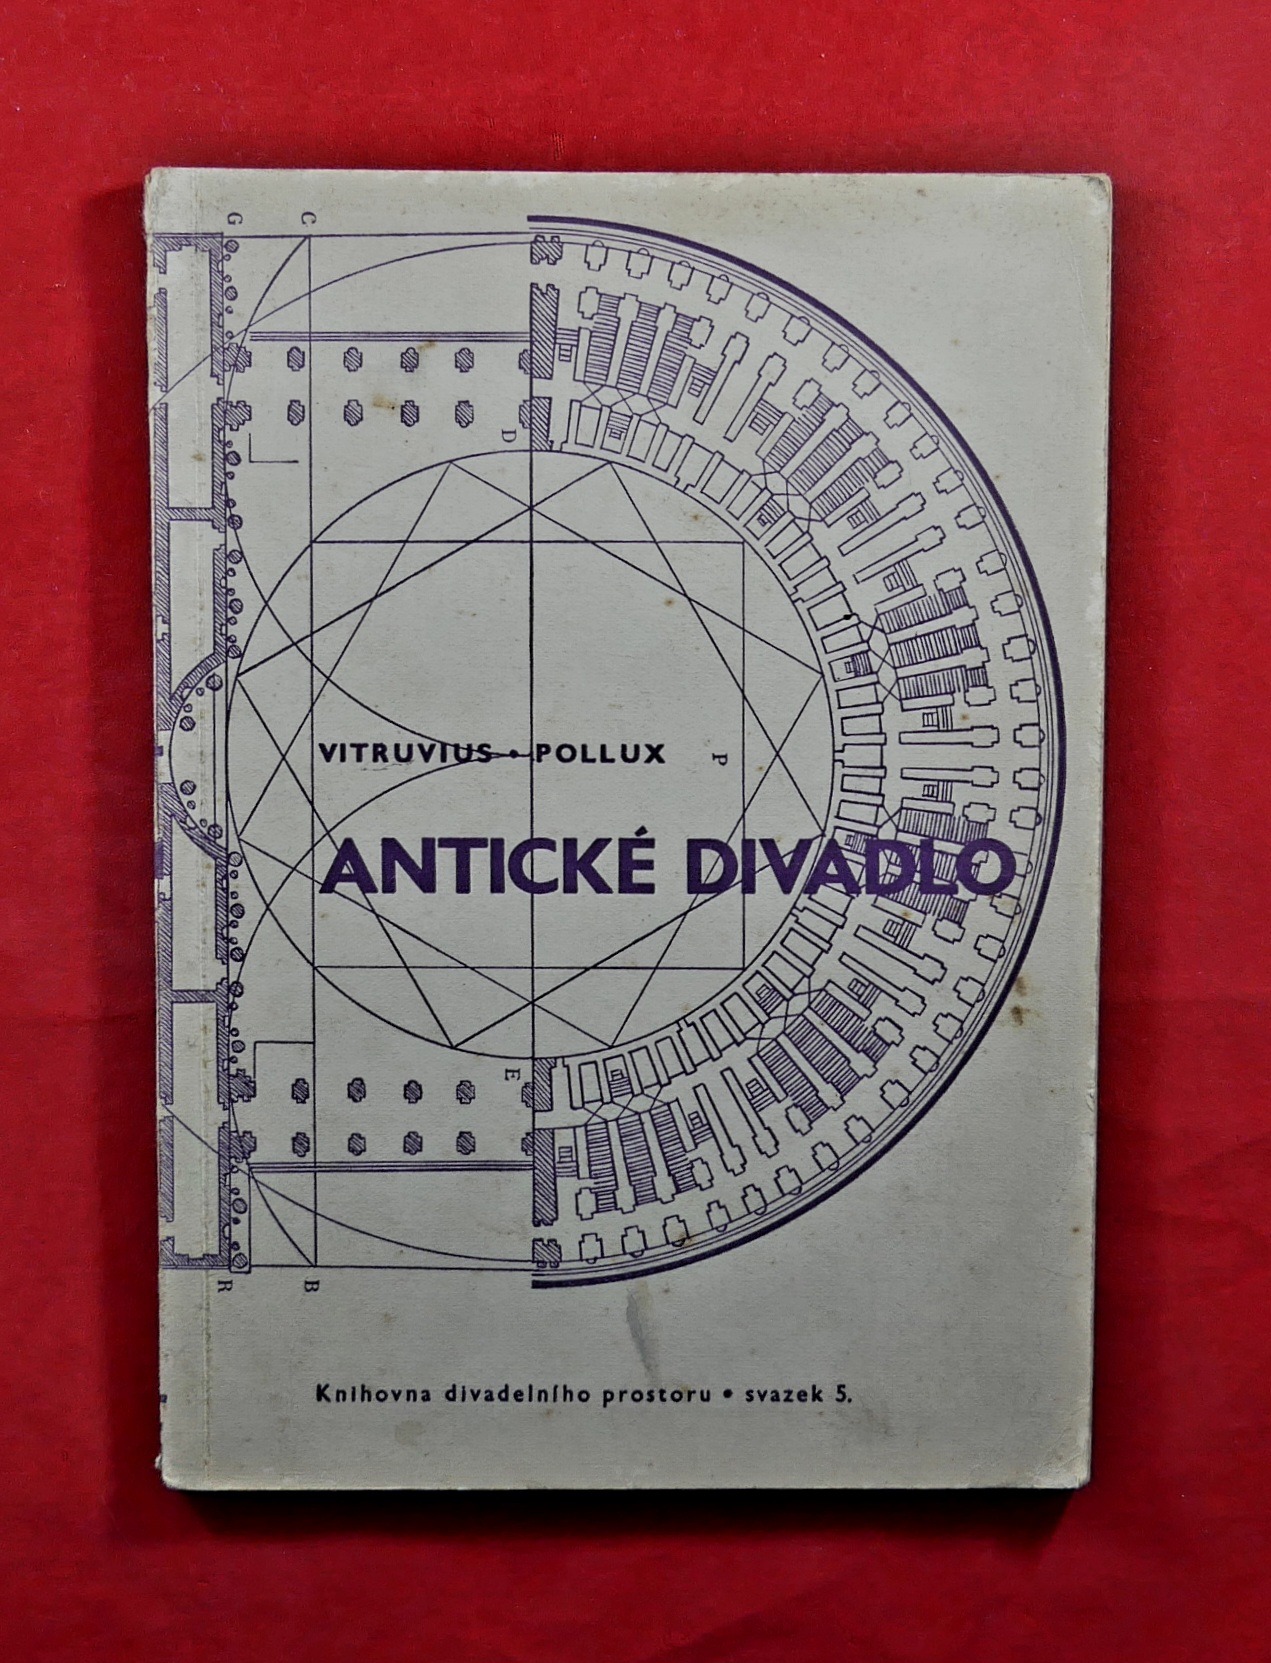 G C
D
VITRUVIUS • POLLUX
P
ANTICKÉ DIVADLO
E
R B
Knihovna divadelního prostoru • svazek 5.